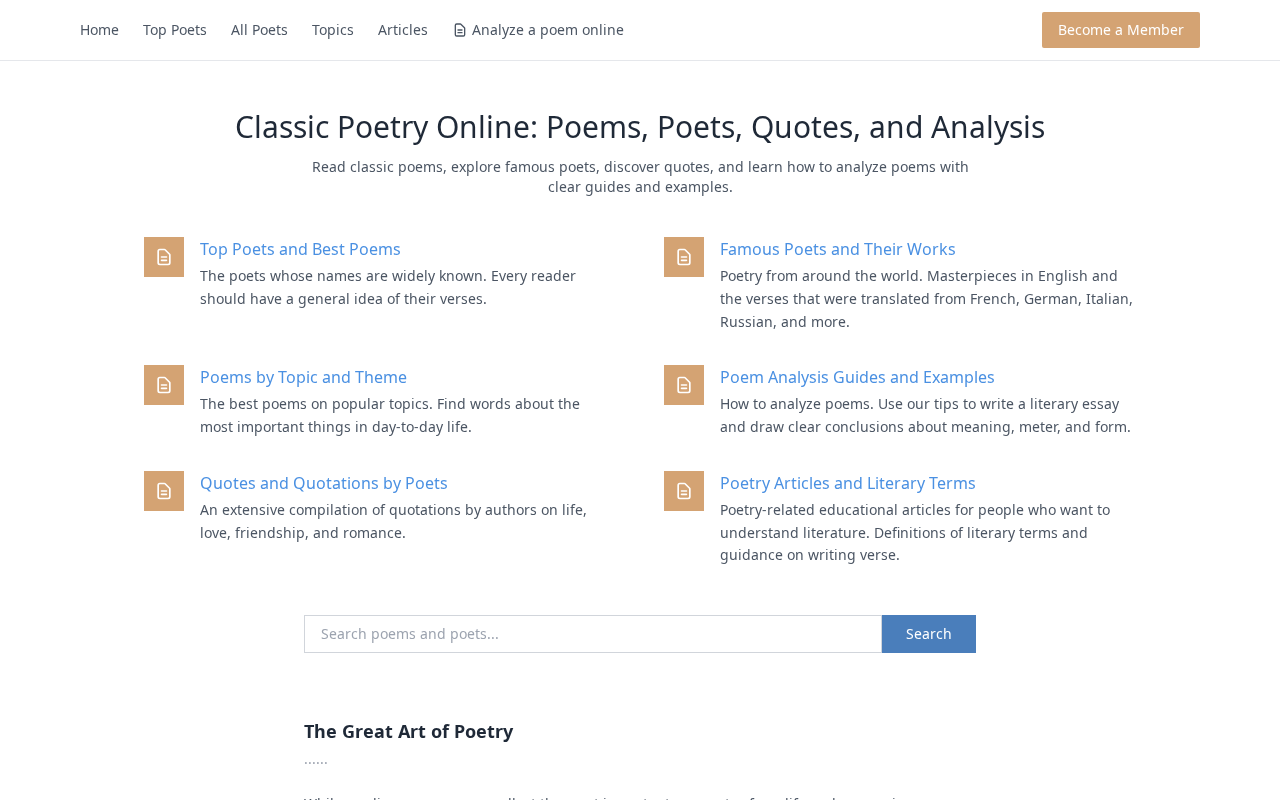 Home Top Poets All Poets Topics Articles Analyze a poem online Become a Member
Classic Poetry Online: Poems, Poets, Quotes, and Analysis
Read classic poems, explore famous poets, discover quotes, and learn how to analyze poems with
clear guides and examples.
Top Poets and Best Poems
The poets whose names are widely known. Every reader
should have a general idea of their verses.
Famous Poets and Their Works
Poetry from around the world. Masterpieces in English and
the verses that were translated from French, German, Italian,
Russian, and more.
Poems by Topic and Theme
The best poems on popular topics. Find words about the
most important things in day-to-day life.
Poem Analysis Guides and Examples
How to analyze poems. Use our tips to write a literary essay
and draw clear conclusions about meaning, meter, and form.
Quotes and Quotations by Poets
An extensive compilation of quotations by authors on life,
love, friendship, and romance.
Poetry Articles and Literary Terms
Poetry-related educational articles for people who want to
understand literature. Definitions of literary terms and
guidance on writing verse.
Search poems and poets... Search
The Great Art of Poetry
......